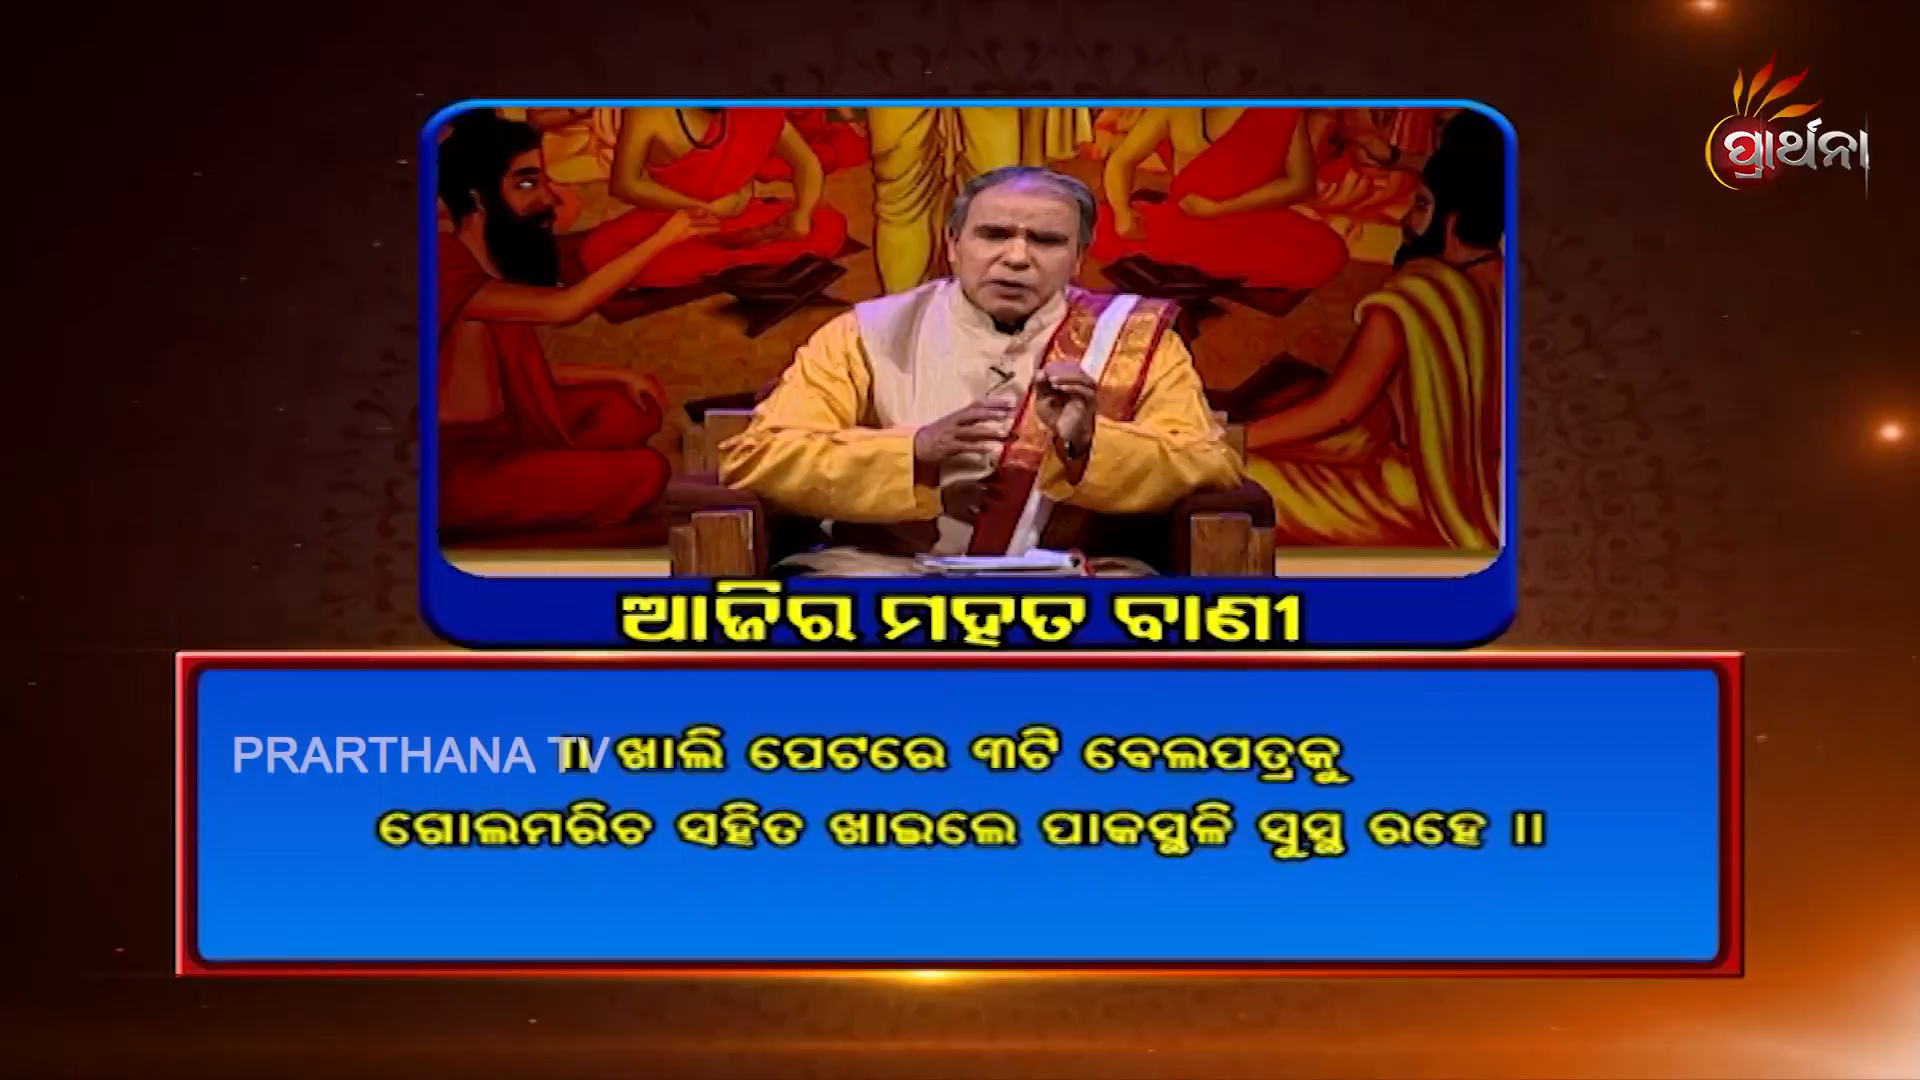 ପ୍ରାର୍ଥନା
ଆଜିର ମହତ ବାଣୀ
PRARTHANA TV
॥ ଖାଲି ପେଟରେ ୩ଟି ବେଲପତ୍ରକୁ
ଗୋଲମରିଚ ସହିତ ଖାଇଲେ ପାକସ୍ଥଳି ସୁସ୍ଥ ରହେ ॥